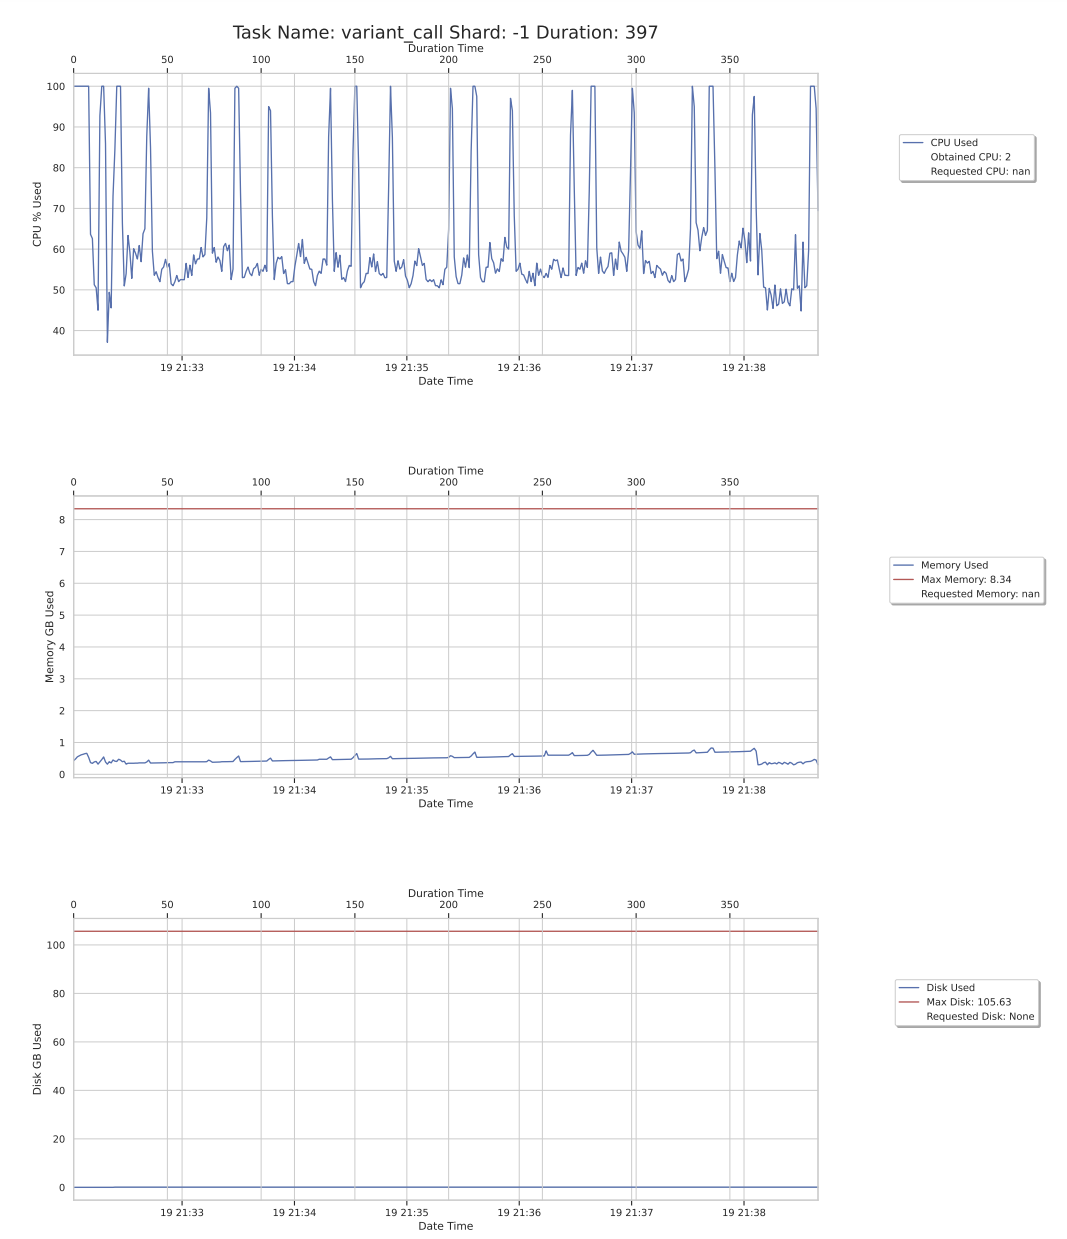 Task Name: variant_call Shard: -1 Duration: 397
Duration Time
0 50 100 150 200 250 300 350
100
90
80
70
60
50
40
CPU % Used
19 21:33 19 21:34 19 21:35 19 21:36 19 21:37 19 21:38
Date Time
CPU Used
Obtained CPU: 2
Requested CPU: nan
Duration Time
0 50 100 150 200 250 300 350
8
7
6
5
4
3
2
1
0
Memory GB Used
19 21:33 19 21:34 19 21:35 19 21:36 19 21:37 19 21:38
Date Time
Memory Used
Max Memory: 8.34
Requested Memory: nan
Duration Time
0 50 100 150 200 250 300 350
100
80
60
40
20
0
Disk GB Used
19 21:33 19 21:34 19 21:35 19 21:36 19 21:37 19 21:38
Date Time
Disk Used
Max Disk: 105.63
Requested Disk: None